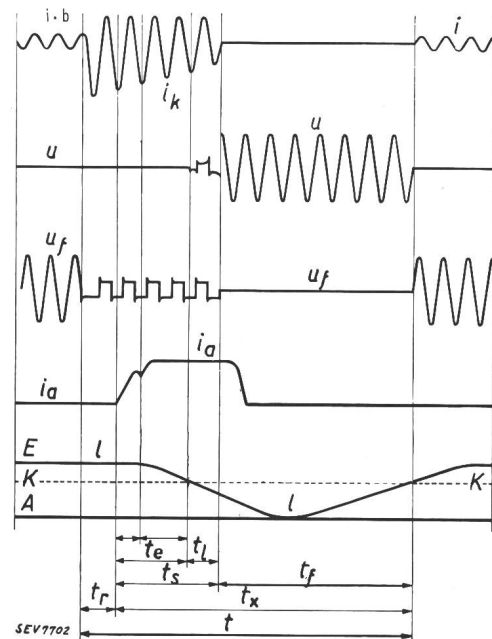 i.b i
i_k
u u
u_f u_f
i_a
i_a
E l
K K
A l
t_e t_l
t_s t_f
t_r t_x
SEV7702 t